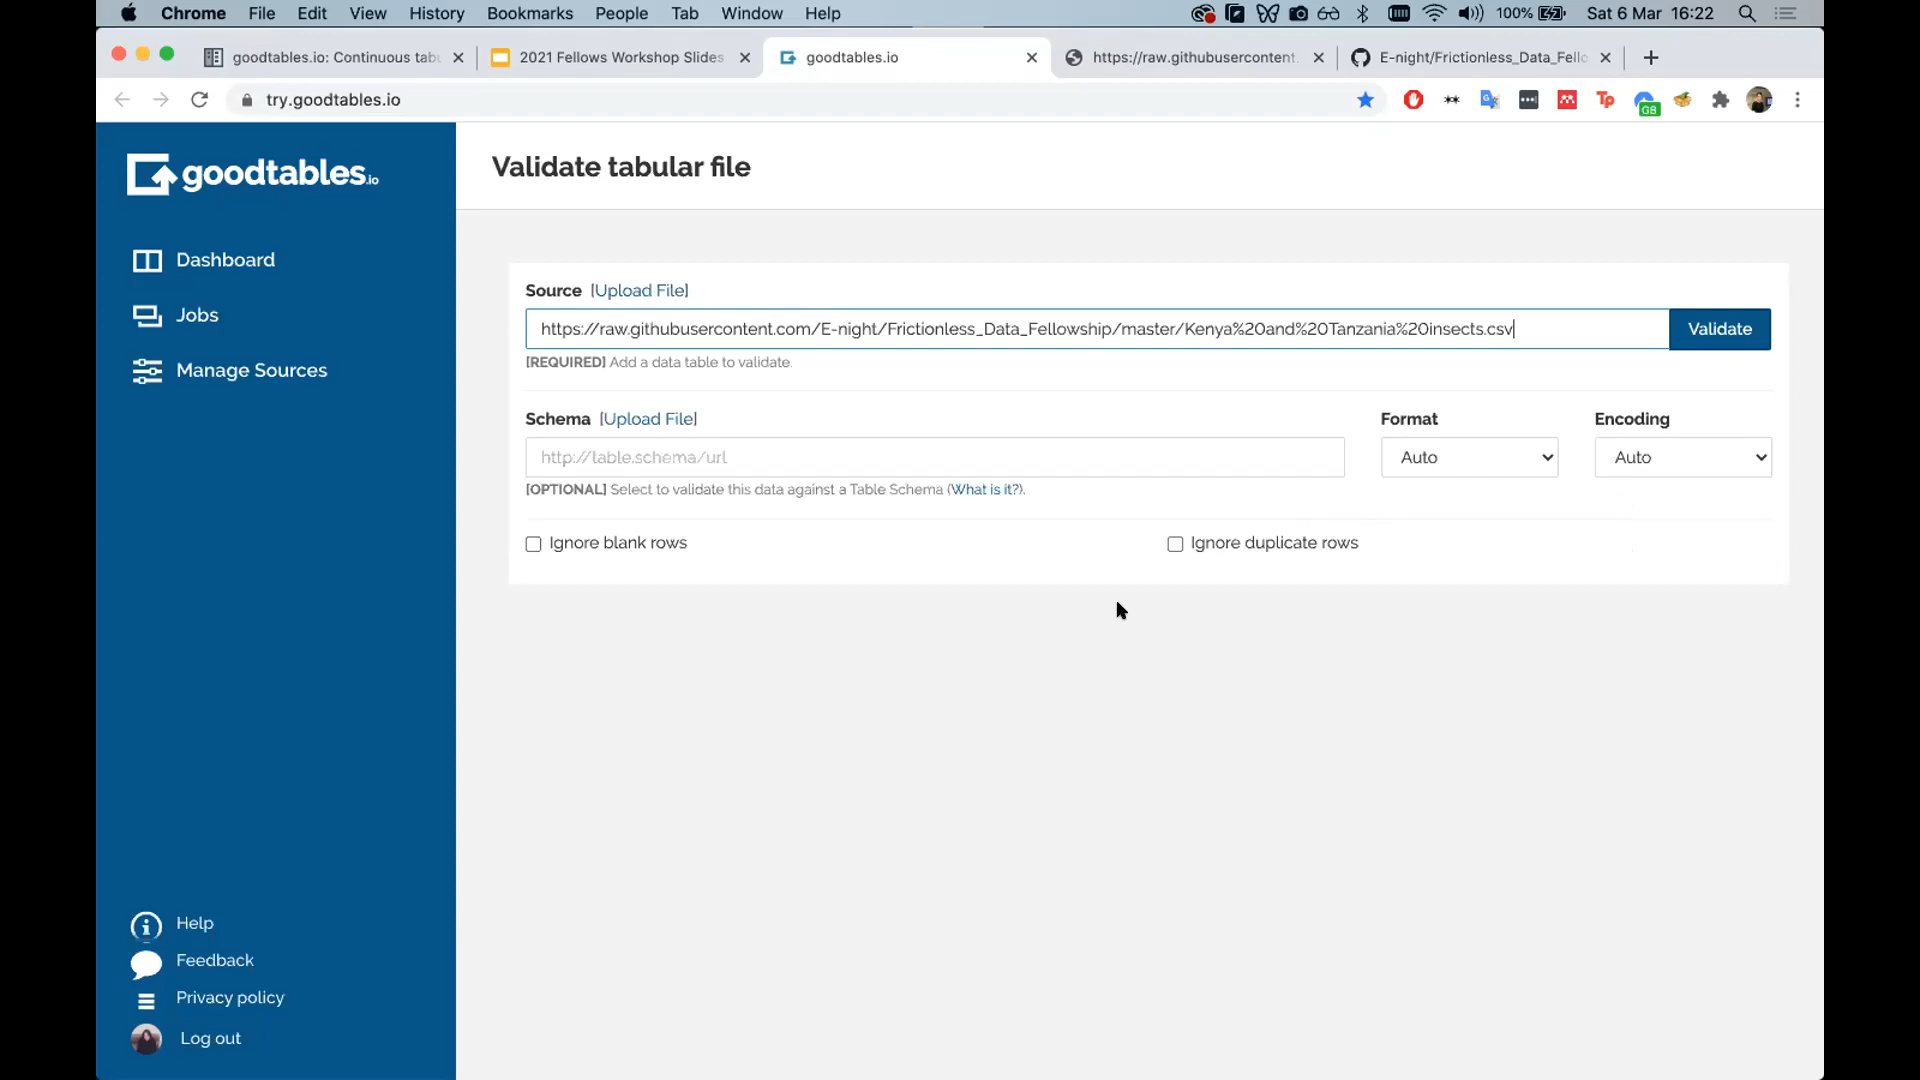 Chrome File Edit View History Bookmarks People Tab Window Help 100% Sat 6 Mar 16:22
goodtables.io: Continuous tabu 2021 Fellows Workshop Slides goodtables.io https://raw.githubusercontent. E-night/Frictionless_Data_Fello
try.goodtables.io Tp GB
goodtables.io
Validate tabular file
Dashboard
Jobs
Manage Sources
Source [Upload File]
https://raw.githubusercontent.com/E-night/Frictionless_Data_Fellowship/master/Kenya%20and%20Tanzania%20insects.csv Validate
[REQUIRED] Add a data table to validate.
Schema [Upload File] Format Encoding
http://table.schema/url Auto Auto
[OPTIONAL] Select to validate this data against a Table Schema (What is it?).
Ignore blank rows Ignore duplicate rows
Help
Feedback
Privacy policy
Log out